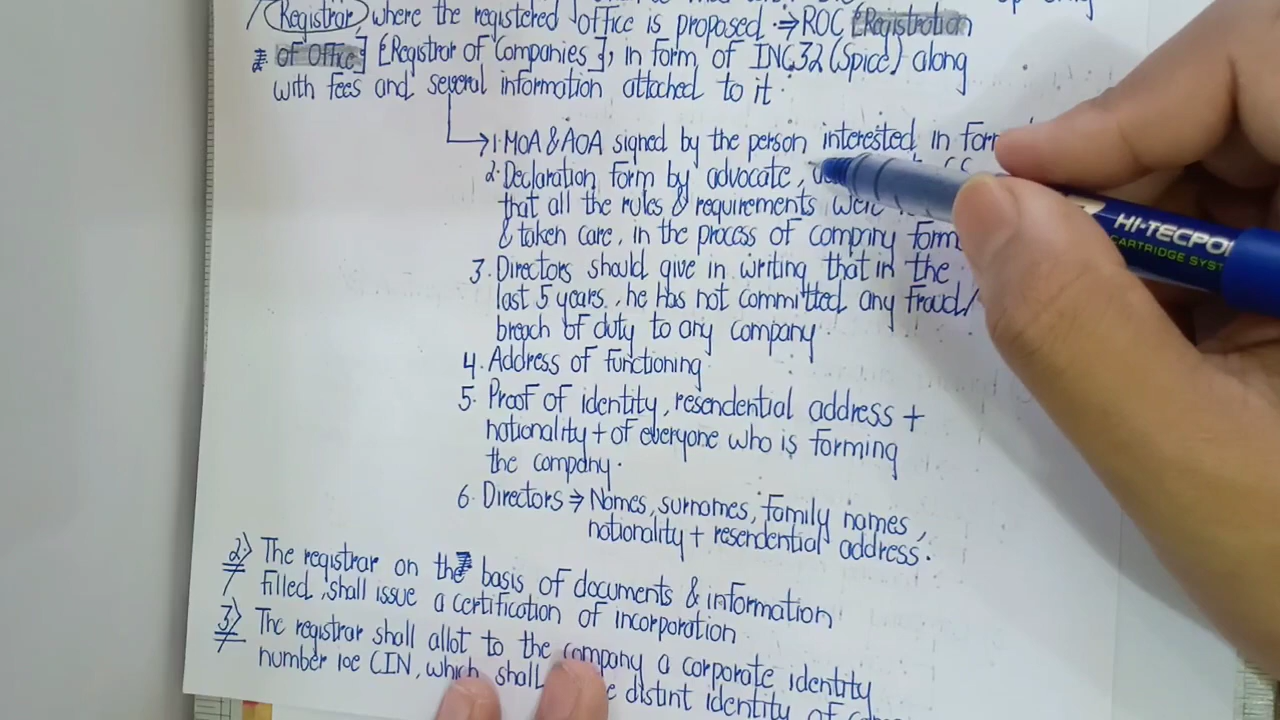 Registrar, where the registered office is proposed ⇒ ROC [Registration
of Office] [Registrar of Companies], in form of INC32 (Spice) along
with fees and several information attached to it.
→ 1. MOA & AOA signed by the person interested in
2. Declaration form by advocate,
that all the rules & requirements were
& taken care, in the process of company
3. Directors should give in writing that in the
last 5 years, he has not committed any fraud/
breach of duty to any company.
4. Address of functioning
5. Proof of identity, resendential address +
nationality + of everyone who is forming
the company.
6. Directors ⇒ Names, surnames, family names,
nationality + resendential address.
2.> The registrar on the basis of documents & information
filled, shall issue a certification of incorporation
3.> The registrar shall allot to the company a corporate identity
number ioe CIN, which shall distint identity of
HI-TECPO
CARTRIDGE SYST